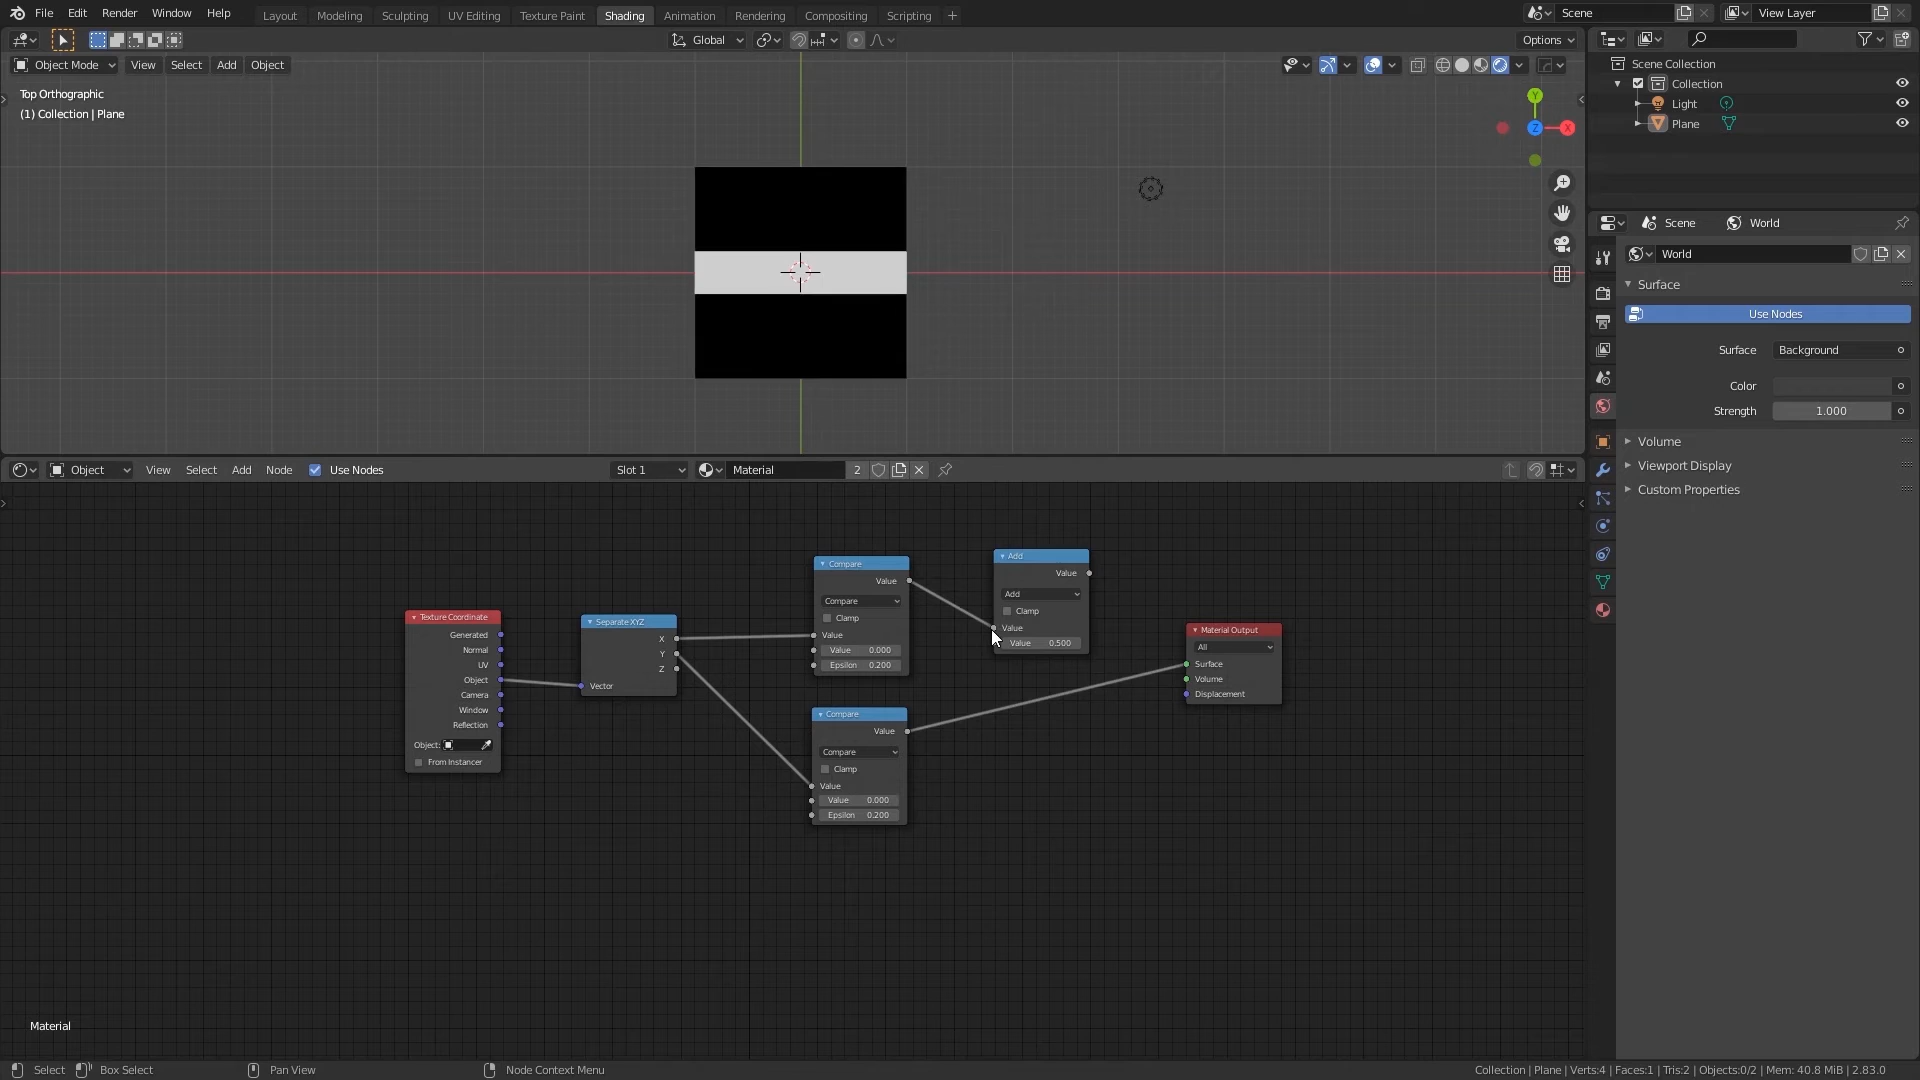 File Edit Render Window Help Layout Modeling Sculpting UV Editing Texture Paint Shading Animation Rendering Compositing Scripting + Scene View Layer
Global Options
Object Mode View Select Add Object
Top Orthographic
(1) Collection | Plane
Y
Z
X
Scene Collection
Collection
Light
Plane
Scene World
World
Surface
Use Nodes
Surface Background
Color
Strength 1.000
Volume
Viewport Display
Custom Properties
Object View Select Add Node Use Nodes Slot 1 Material 2
Texture Coordinate
Generated
Normal
UV
Object
Camera
Window
Reflection
Object:
From Instancer
Separate XYZ
X
Y
Z
Vector
Compare
Value
Compare
Clamp
Value
Value 0.000
Epsilon 0.200
Compare
Value
Compare
Clamp
Value
Value 0.000
Epsilon 0.200
Add
Value
Add
Clamp
Value
Value 0.500
Material Output
All
Surface
Volume
Displacement
Material
Select Box Select Pan View Node Context Menu Collection | Plane | Verts:4 | Faces:1 | Tris:2 | Objects:0/2 | Mem: 40.8 MiB | 2.83.0